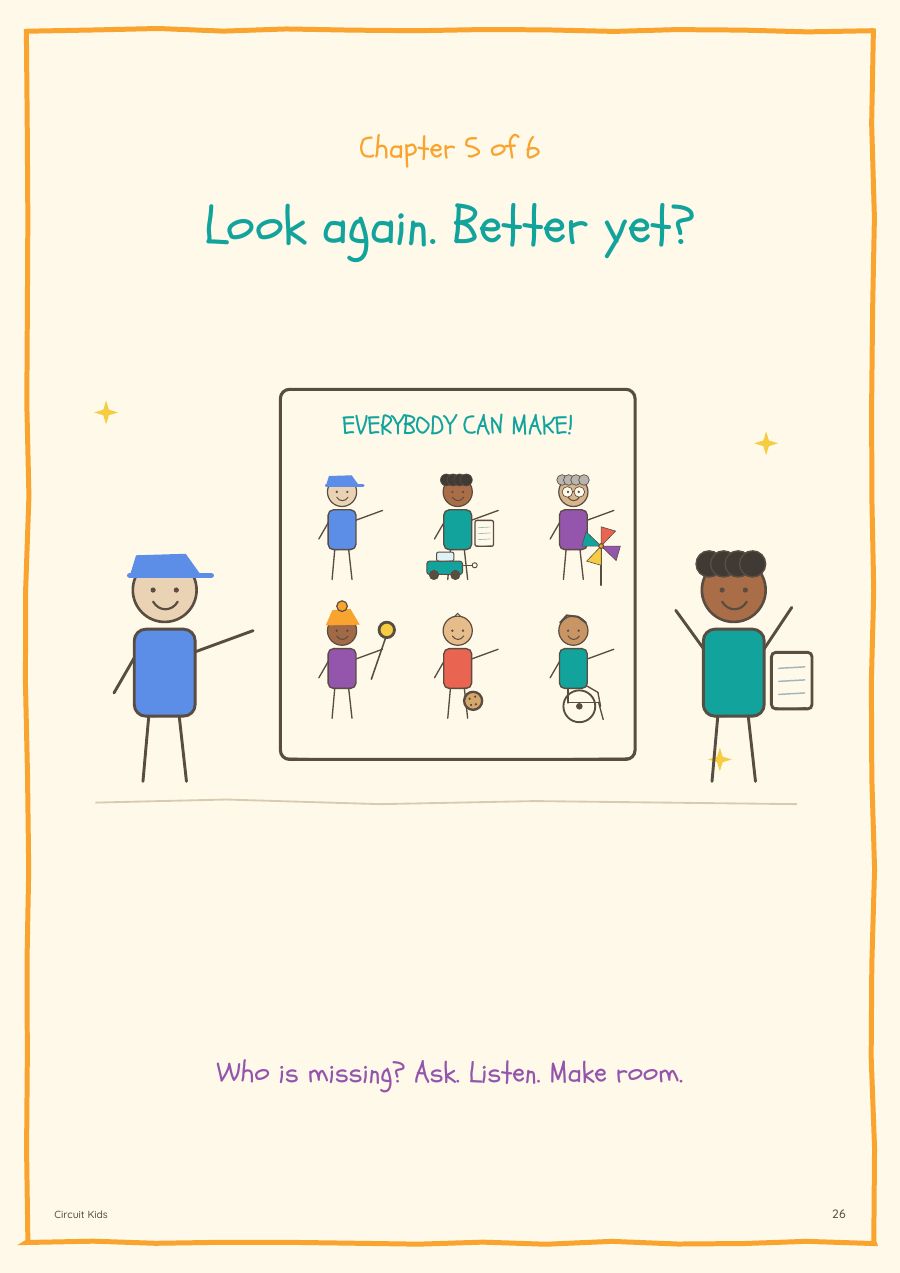 Chapter 5 of 6
Look again. Better yet?
EVERYBODY CAN MAKE!
Who is missing? Ask. Listen. Make room.
Circuit Kids
26